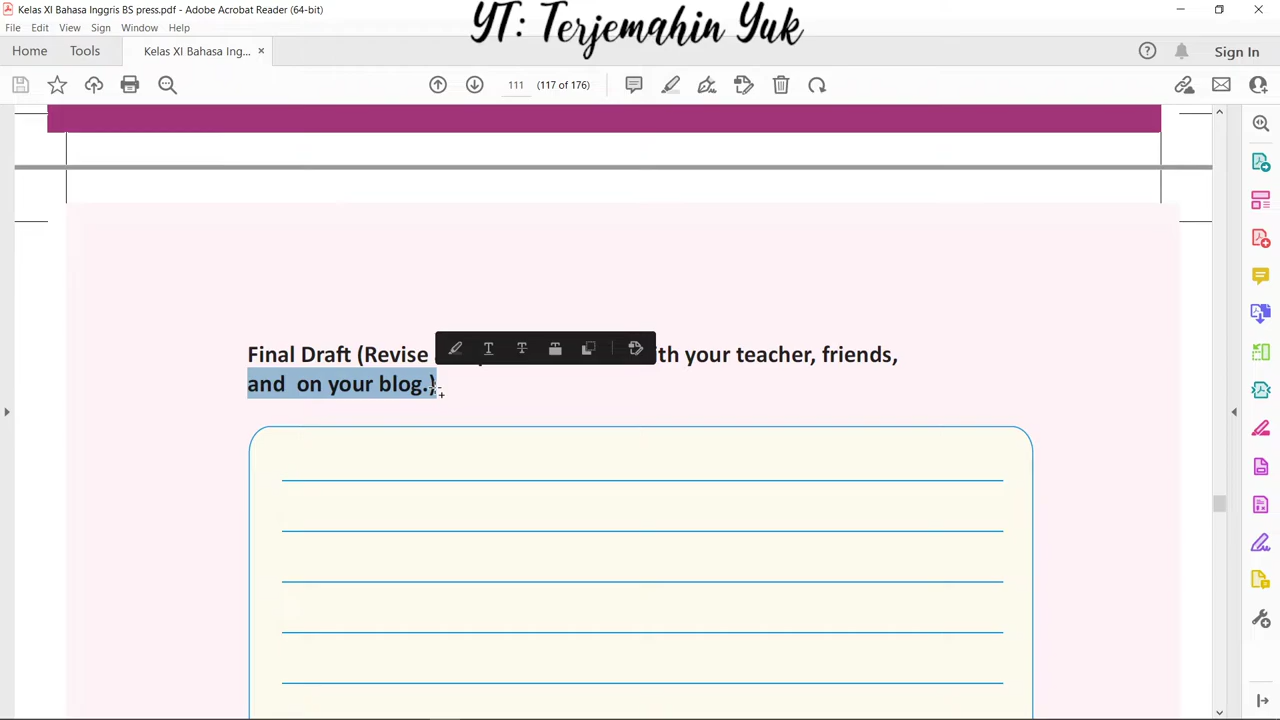 Kelas XI Bahasa Inggris BS press.pdf - Adobe Acrobat Reader (64-bit)
YT: Terjemahin Yuk
File Edit View Sign Window Help
Home Tools Kelas XI Bahasa Ing... × Sign In
111 (117 of 176)
Final Draft (Revise ith your teacher, friends,
and on your blog.)